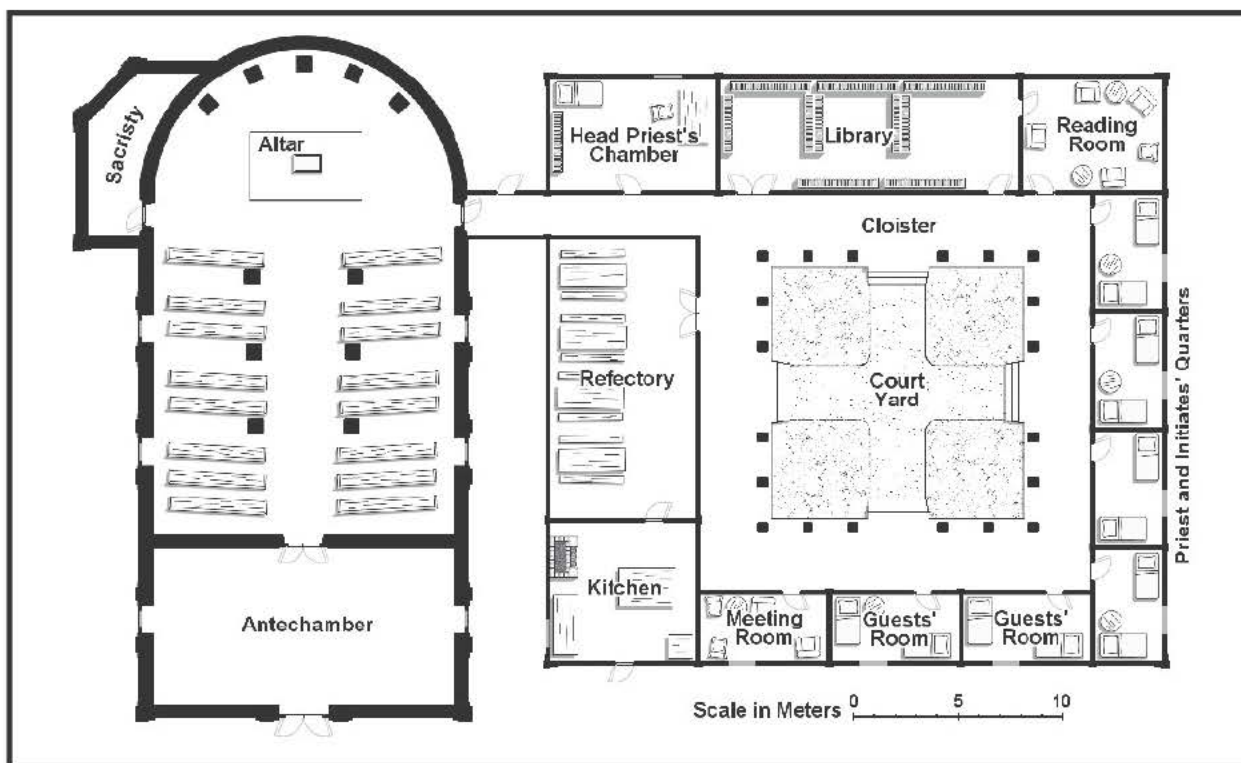 Sacristy
Altar
Head Priest's
Chamber
Library
Reading
Room
Cloister
Refectory
Court
Yard
Priest and Initiates' Quarters
Kitchen
Antechamber
Meeting
Room
Guests'
Room
Guests'
Room
Scale in Meters 0 5 10